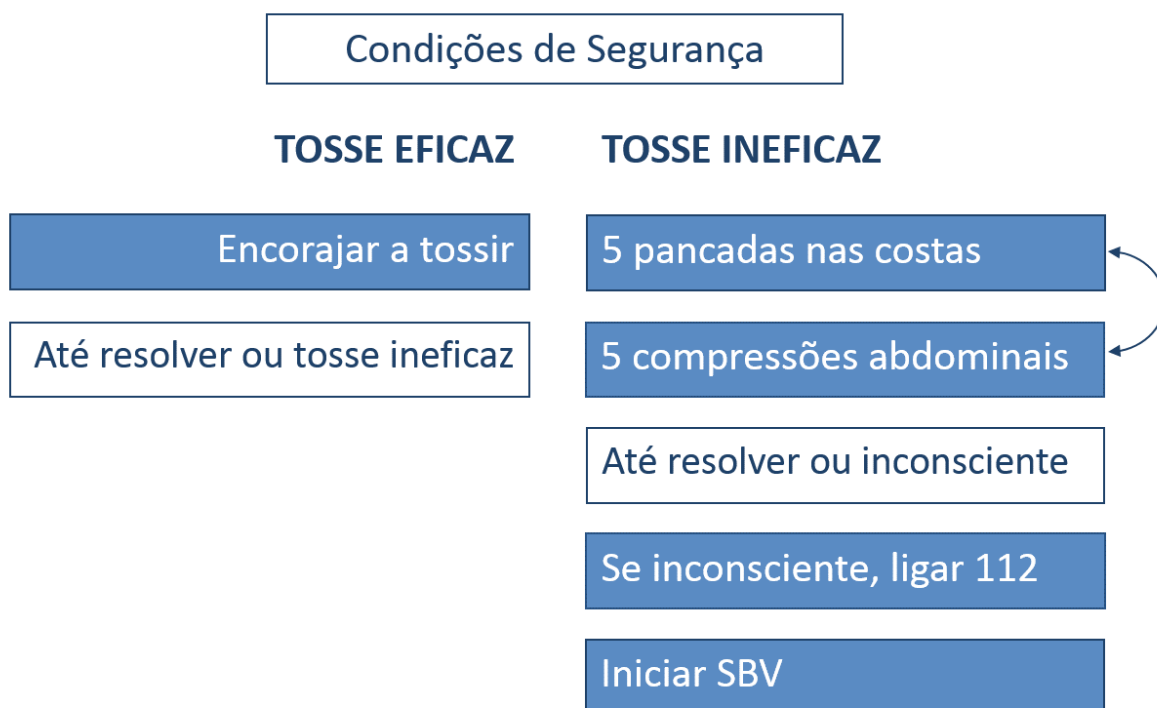 Condições de Segurança
TOSSE EFICAZ
Encorajar a tossir
Até resolver ou tosse ineficaz
TOSSE INEFICAZ
5 pancadas nas costas
5 compressões abdominais
Até resolver ou inconsciente
Se inconsciente, ligar 112
Iniciar SBV